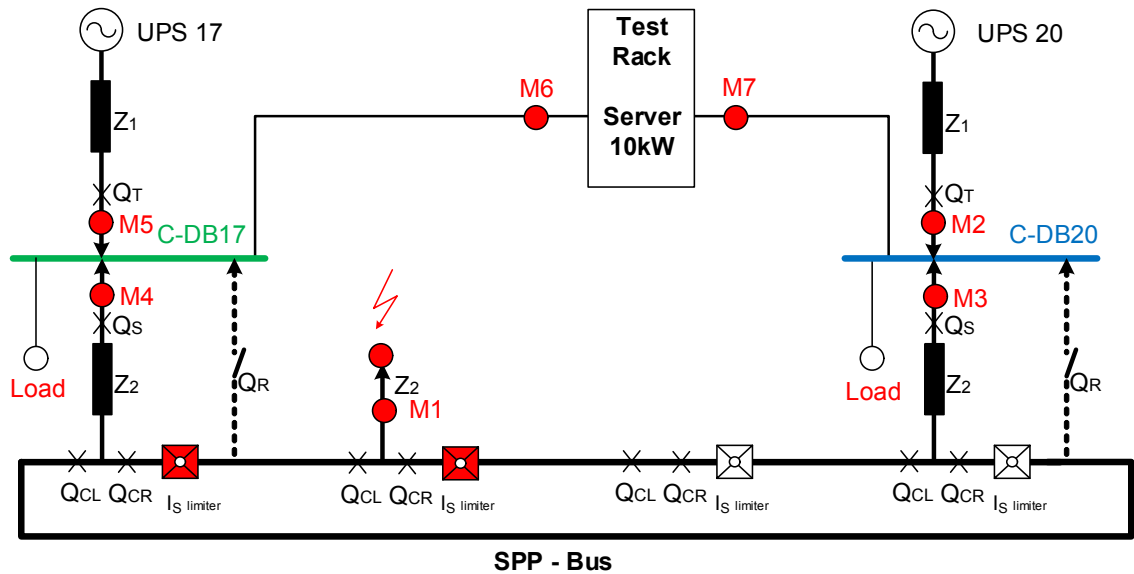 UPS 17
Test
Rack
Server
10kW
UPS 20
M6
M7
Z1
Z1
QT
QT
M5
M2
C-DB17
C-DB20
M4
M3
QS
QS
Load
Z2
QR
Z2
M1
Load
Z2
QR
QCL
QCR
IS limiter
QCL
QCR
IS limiter
QCL
QCR
IS limiter
QCL
QCR
IS limiter
SPP - Bus